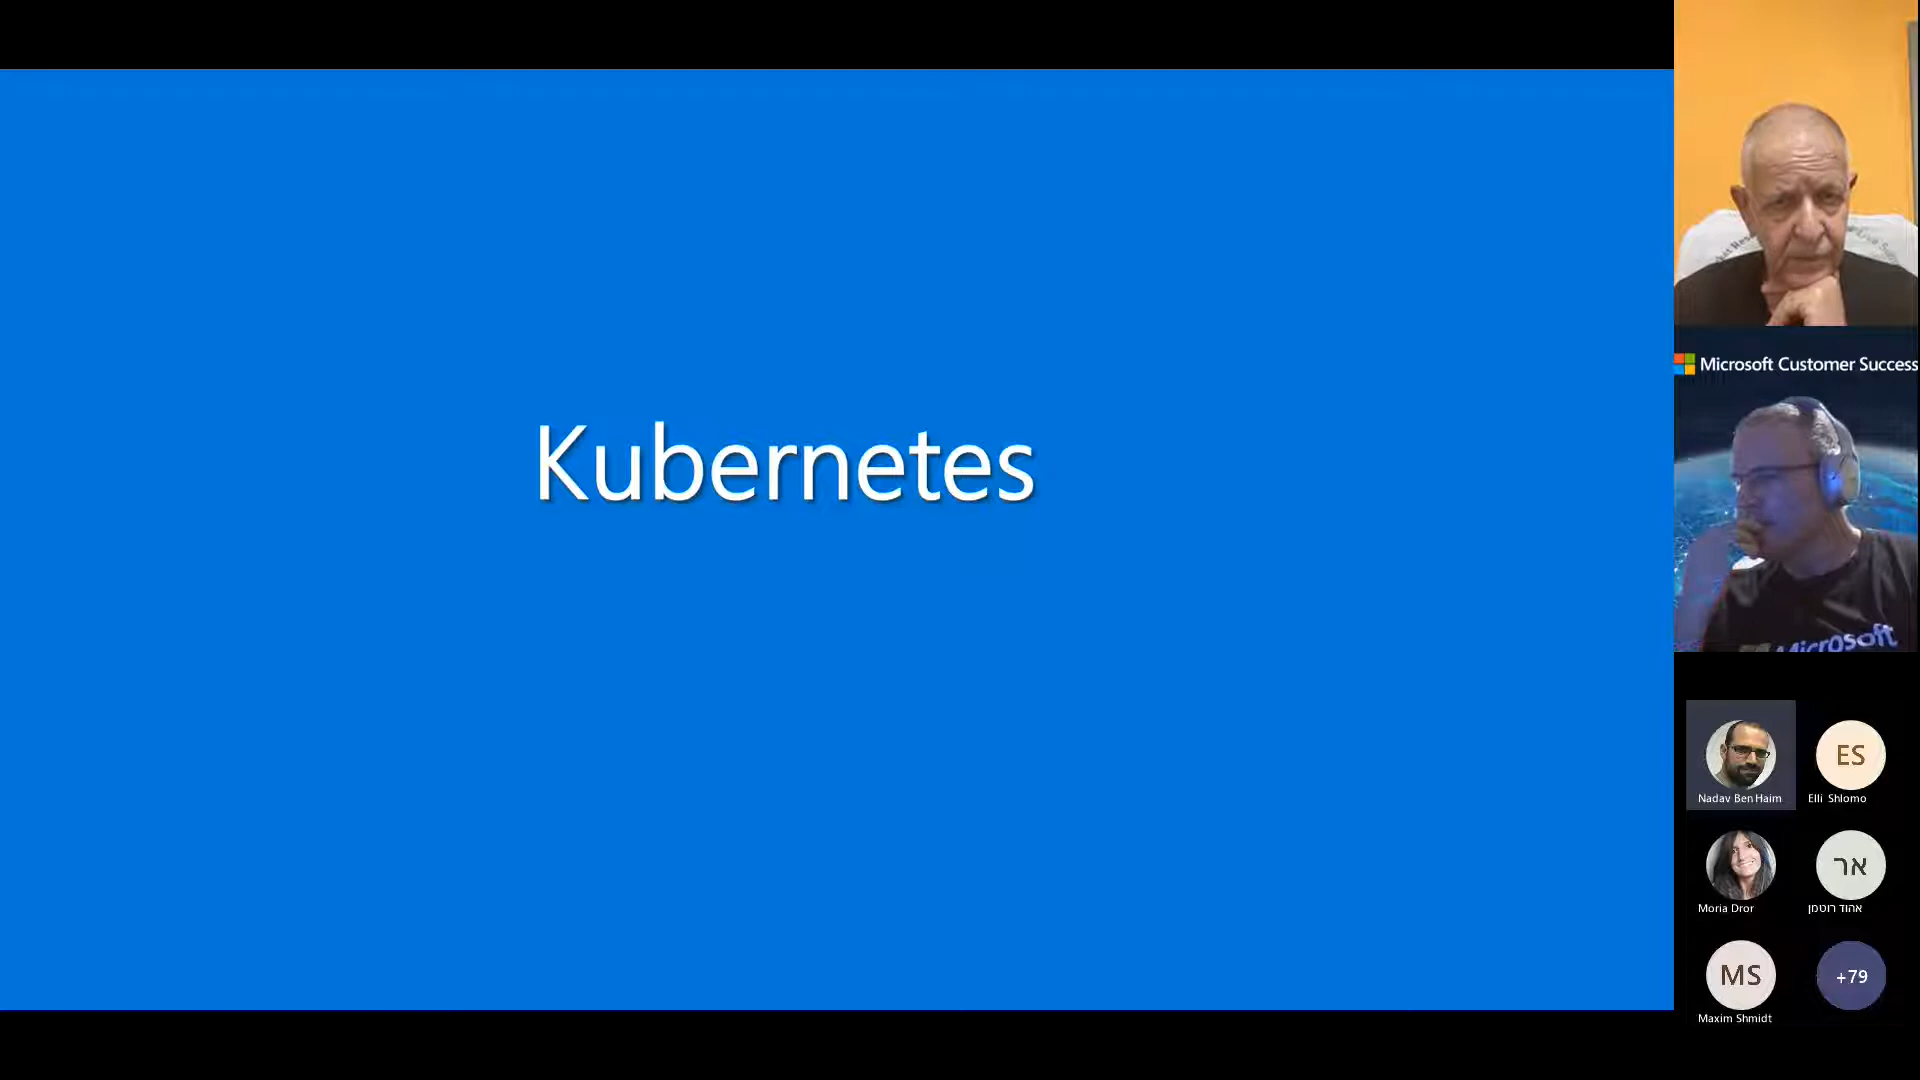 Kubernetes
Microsoft Customer Success
Microsoft
Nadav Ben Haim
ES
Elli Shlomo
Moria Dror
אר
אהוד רוטמן
MS
Maxim Shmidt
+79